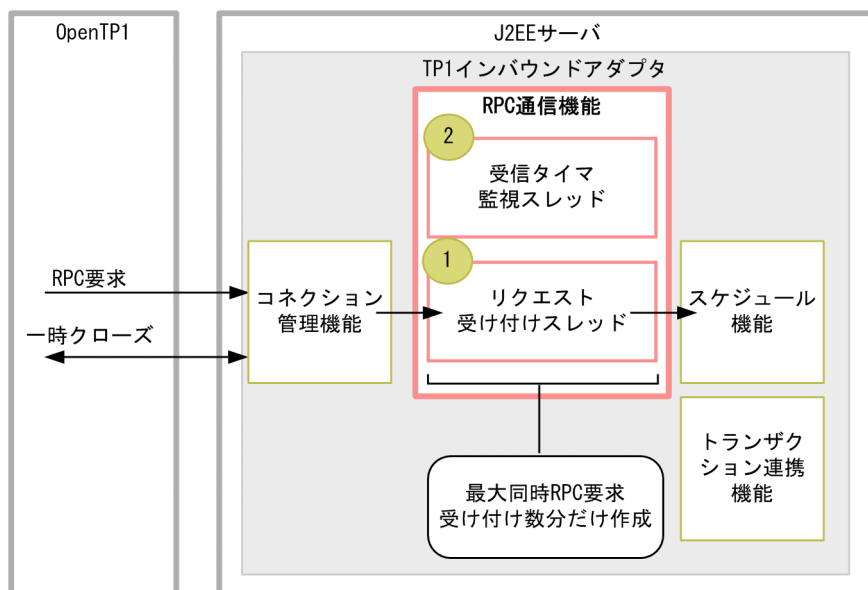 OpenTP1
J2EEサーバ
TP1インバウンドアダプタ
RPC通信機能
2
受信タイマ
監視スレッド
1
RPC要求
一時クローズ
コネクション
管理機能
リクエスト
受け付けスレッド
スケジュール
機能
最大同時RPC要求
受け付け数分だけ作成
トランザク
ション連携
機能